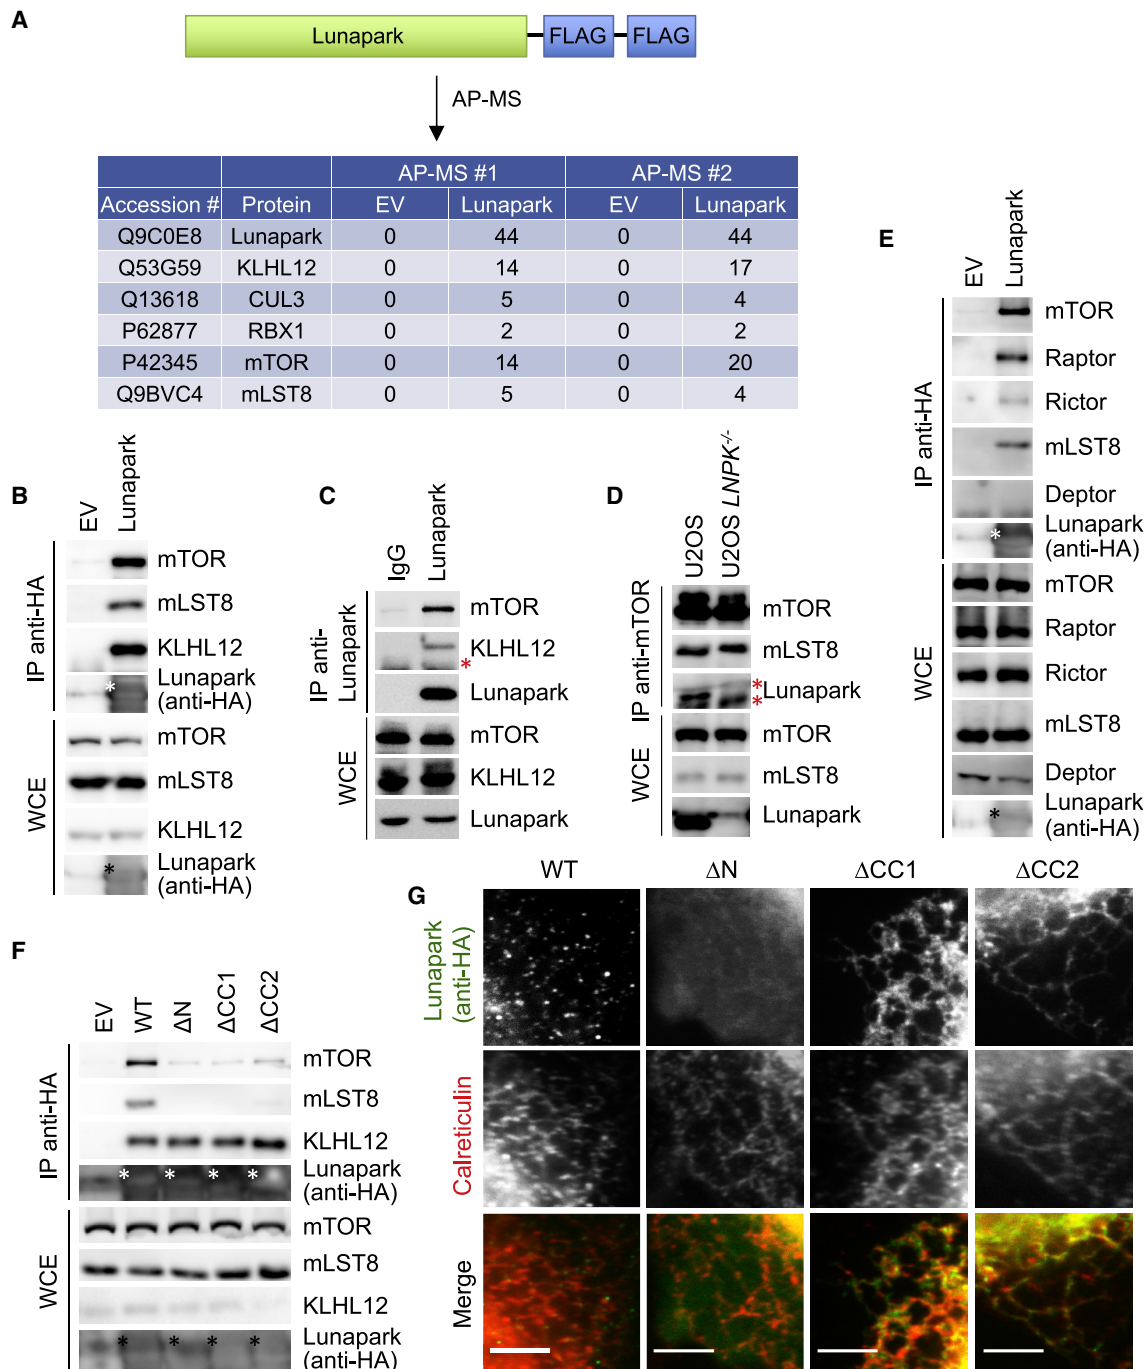 A
Lunapark FLAG FLAG
AP-MS
AP-MS #1 AP-MS #2
Accession # Protein EV Lunapark EV Lunapark
Q9C0E8 Lunapark 0 44 0 44
Q53G59 KLHL12 0 14 0 17
Q13618 CUL3 0 5 0 4
P62877 RBX1 0 2 0 2
P42345 mTOR 0 14 0 20
Q9BVC4 mLST8 0 5 0 4
B
EV Lunapark
IP anti-HA
mTOR
mLST8
KLHL12
* Lunapark
(anti-HA)
WCE
mTOR
mLST8
KLHL12
* Lunapark
(anti-HA)
C
IgG Lunapark
IP anti-
Lunapark
mTOR
KLHL12
*
Lunapark
WCE
mTOR
KLHL12
Lunapark
D
U2OS U2OS LNPK-/-
IP anti-mTOR
mTOR
mLST8
*
Lunapark
*
WCE
mTOR
mLST8
Lunapark
E
EV Lunapark
IP anti-HA
mTOR
Raptor
Rictor
mLST8
Deptor
* Lunapark
(anti-HA)
WCE
mTOR
Raptor
Rictor
mLST8
Deptor
* Lunapark
(anti-HA)
F
EV WT ΔN ΔCC1 ΔCC2
IP anti-HA
mTOR
mLST8
KLHL12
* * * * Lunapark
(anti-HA)
WCE
mTOR
mLST8
KLHL12
* * * * Lunapark
(anti-HA)
G
WT ΔN ΔCC1 ΔCC2
Lunapark
(anti-HA)
Calreticulin
Merge